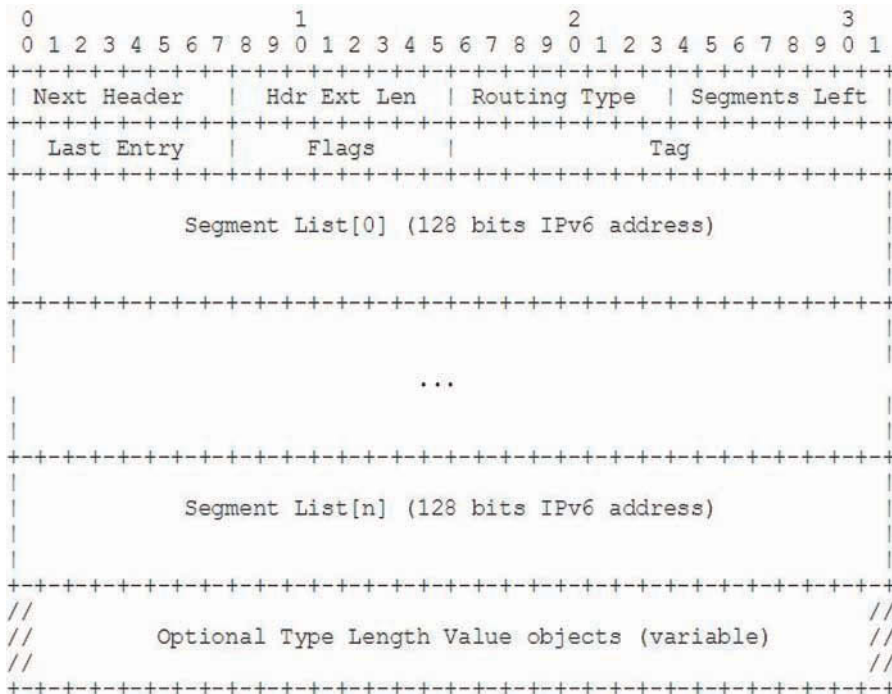 0                   1                   2                   3
0 1 2 3 4 5 6 7 8 9 0 1 2 3 4 5 6 7 8 9 0 1 2 3 4 5 6 7 8 9 0 1
+-+-+-+-+-+-+-+-+-+-+-+-+-+-+-+-+-+-+-+-+-+-+-+-+-+-+-+-+-+-+-+-+
| Next Header | Hdr Ext Len | Routing Type | Segments Left |
+-+-+-+-+-+-+-+-+-+-+-+-+-+-+-+-+-+-+-+-+-+-+-+-+-+-+-+-+-+-+-+-+
| Last Entry | Flags | Tag |
+-+-+-+-+-+-+-+-+-+-+-+-+-+-+-+-+-+-+-+-+-+-+-+-+-+-+-+-+-+-+-+-+
| |
| Segment List[0] (128 bits IPv6 address) |
| |
| |
+-+-+-+-+-+-+-+-+-+-+-+-+-+-+-+-+-+-+-+-+-+-+-+-+-+-+-+-+-+-+-+-+
| |
| |
...
| |
| |
+-+-+-+-+-+-+-+-+-+-+-+-+-+-+-+-+-+-+-+-+-+-+-+-+-+-+-+-+-+-+-+-+
| |
| Segment List[n] (128 bits IPv6 address) |
| |
| |
+-+-+-+-+-+-+-+-+-+-+-+-+-+-+-+-+-+-+-+-+-+-+-+-+-+-+-+-+-+-+-+-+
// //
// Optional Type Length Value objects (variable) //
// //
+-+-+-+-+-+-+-+-+-+-+-+-+-+-+-+-+-+-+-+-+-+-+-+-+-+-+-+-+-+-+-+-+